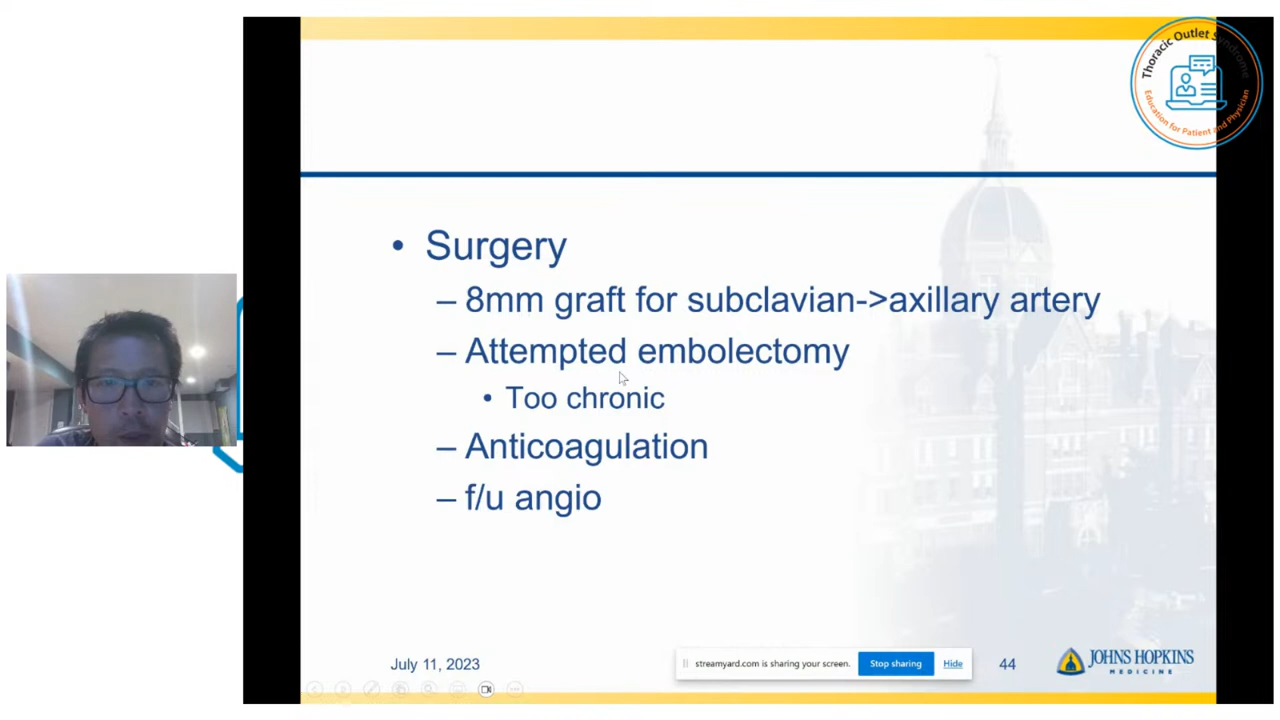 Thoracic Outlet Syndrome
Education for Patient and Physician
• Surgery
– 8mm graft for subclavian->axillary artery
– Attempted embolectomy
• Too chronic
– Anticoagulation
– f/u angio
July 11, 2023
streamyard.com is sharing your screen.
Stop sharing
Hide
44
JOHNS HOPKINS
MEDICINE